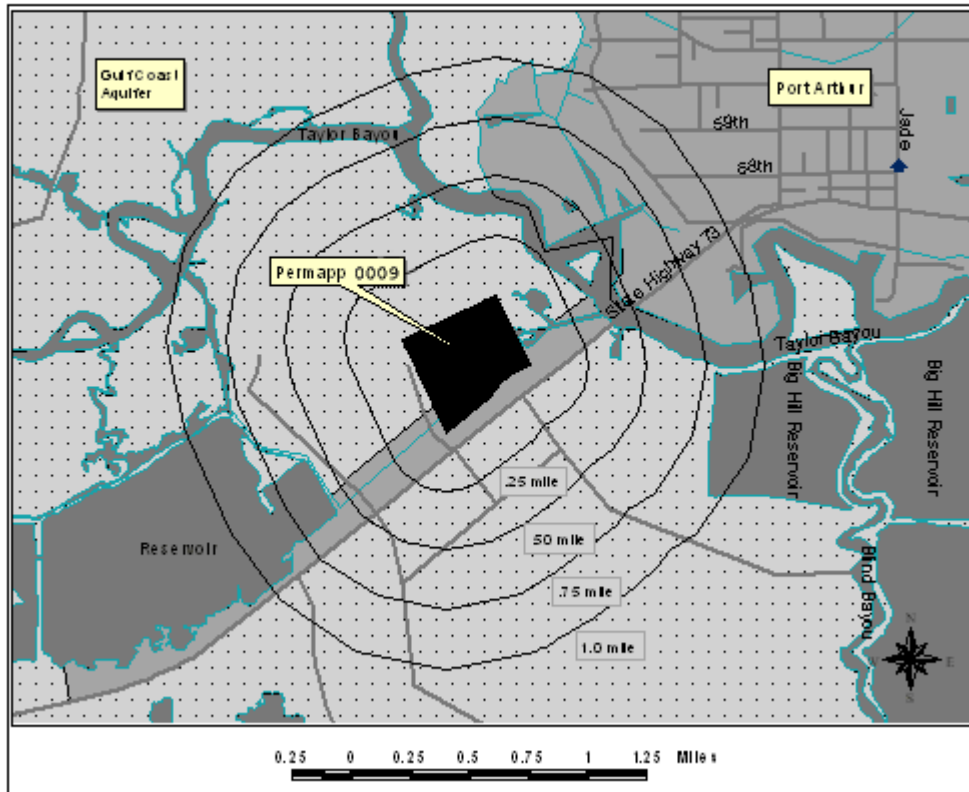 GulfCoast
Aquifer
Port Arthur
Taylor Bayou
59th
58th
Jade
Permapp 0009
State Highway 73
Taylor Bayou
Big Hill Reservoir
Big Hill Reservoir
.25 mile
.50 mile
.75 mile
1.0 mile
Reservoir
Blind Bayou
N
W
E
S
0.25 0 0.25 0.5 0.75 1 1.25 Miles